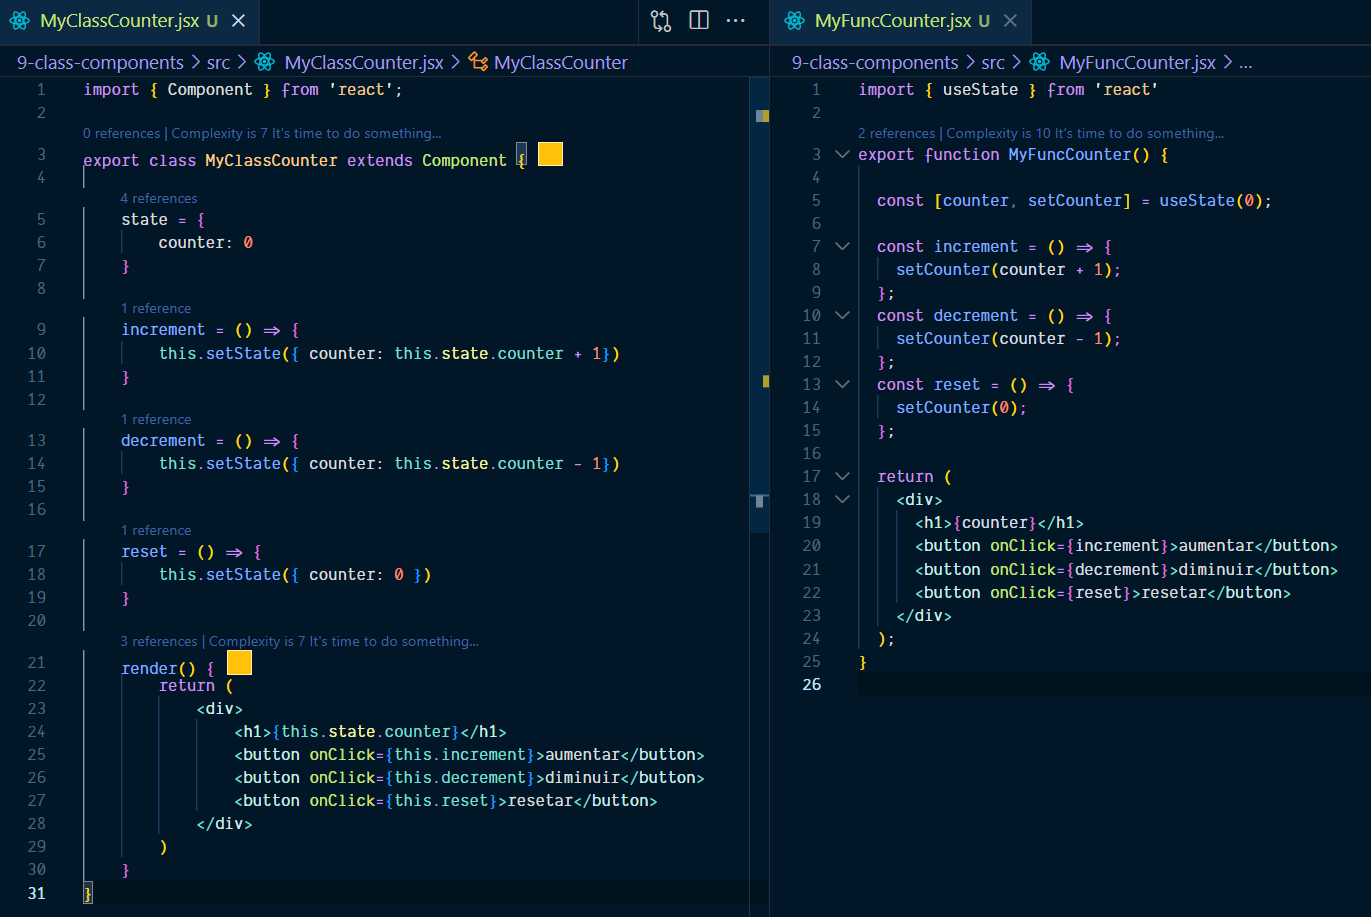 MyClassCounter.jsx U
9-class-components > src > MyClassCounter.jsx > MyClassCounter
1 import { Component } from 'react';
2
0 references | Complexity is 7 It's time to do something...
3 export class MyClassCounter extends Component {
4
4 references
5 state = {
6 counter: 0
7 }
8
1 reference
9 increment = () => {
10 this.setState({ counter: this.state.counter + 1})
11 }
12
1 reference
13 decrement = () => {
14 this.setState({ counter: this.state.counter - 1})
15 }
16
1 reference
17 reset = () => {
18 this.setState({ counter: 0 })
19 }
20
3 references | Complexity is 7 It's time to do something...
21 render() {
22 return (
23 <div>
24 <h1>{this.state.counter}</h1>
25 <button onClick={this.increment}>aumentar</button>
26 <button onClick={this.decrement}>diminuir</button>
27 <button onClick={this.reset}>resetar</button>
28 </div>
29 )
30 }
31 }
MyFuncCounter.jsx U
9-class-components > src > MyFuncCounter.jsx > ...
1 import { useState } from 'react'
2
2 references | Complexity is 10 It's time to do something...
3 export function MyFuncCounter() {
4
5 const [counter, setCounter] = useState(0);
6
7 const increment = () => {
8 setCounter(counter + 1);
9 };
10 const decrement = () => {
11 setCounter(counter - 1);
12 };
13 const reset = () => {
14 setCounter(0);
15 };
16
17 return (
18 <div>
19 <h1>{counter}</h1>
20 <button onClick={increment}>aumentar</button>
21 <button onClick={decrement}>diminuir</button>
22 <button onClick={reset}>resetar</button>
23 </div>
24 );
25 }
26